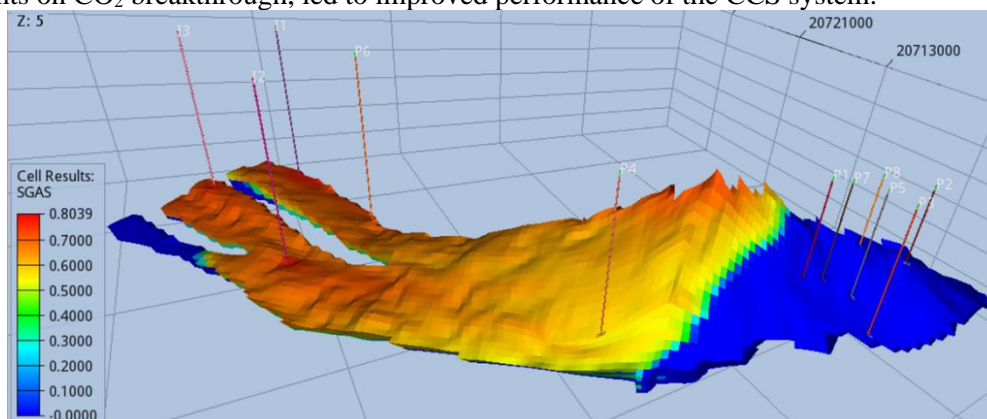 nts on CO₂ breakthrough, led to improved performance of the CCS system.
Z: 5
20721000
20713000
I3
I1
P6
I2
P4
P1
P7
P8
P5
P2
P3
Cell Results:
SGAS
0.8039
0.7000
0.6000
0.5000
0.4000
0.3000
0.2000
0.1000
-0.0000